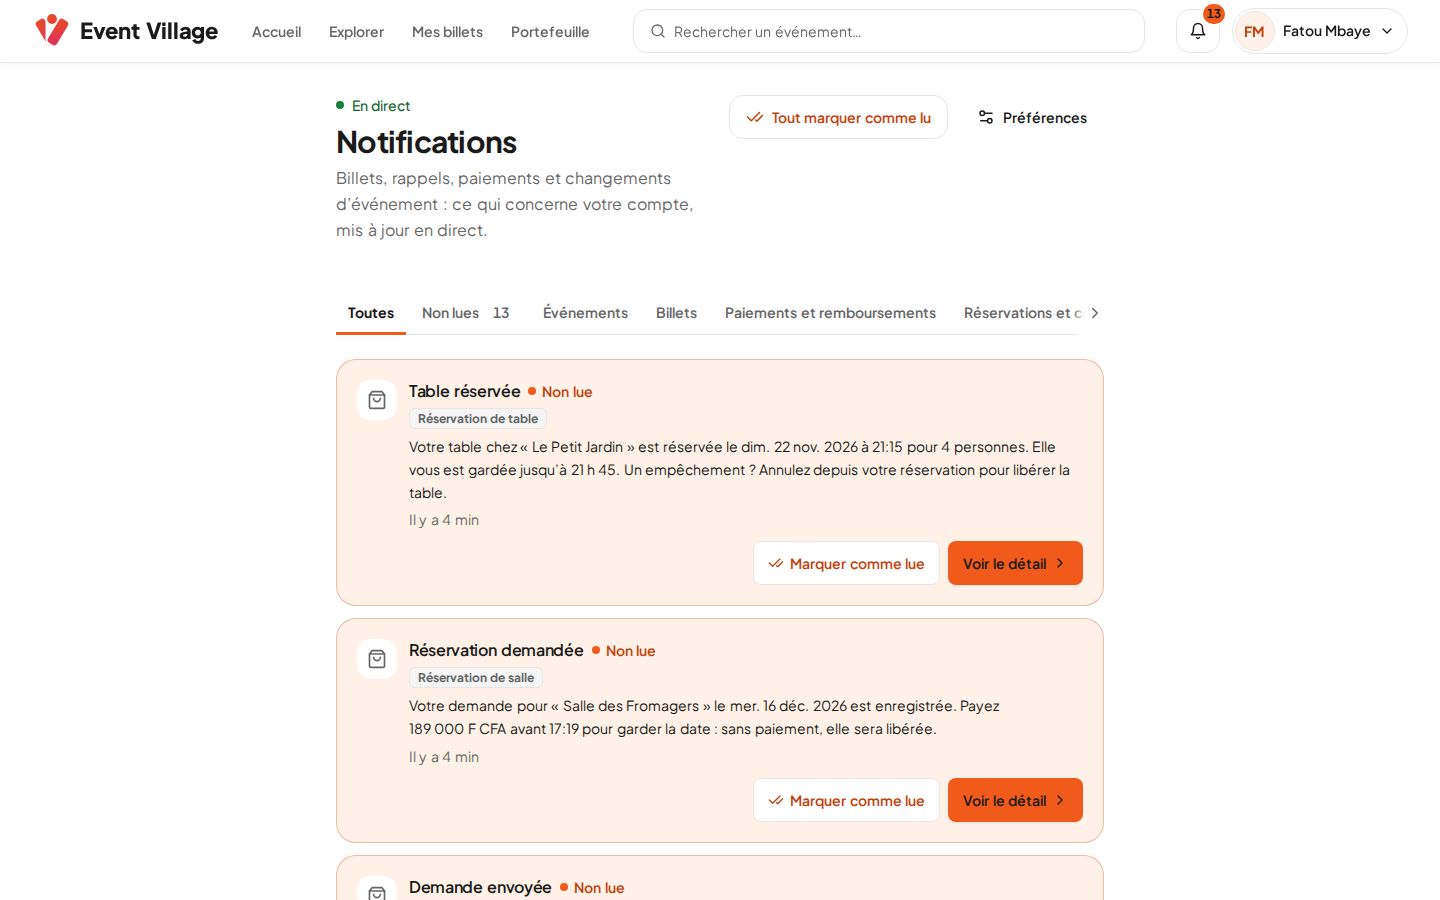 Event Village
Accueil
Explorer
Mes billets
Portefeuille
Rechercher un événement…
13
FM
Fatou Mbaye
En direct
Notifications
Billets, rappels, paiements et changements
d’événement : ce qui concerne votre compte,
mis à jour en direct.
Tout marquer comme lu
Préférences
Toutes
Non lues 13
Événements
Billets
Paiements et remboursements
Réservations et c
Table réservée
Non lue
Réservation de table
Votre table chez « Le Petit Jardin » est réservée le dim. 22 nov. 2026 à 21:15 pour 4 personnes. Elle
vous est gardée jusqu’à 21 h 45. Un empêchement ? Annulez depuis votre réservation pour libérer la
table.
Il y a 4 min
Marquer comme lue
Voir le détail
Réservation demandée
Non lue
Réservation de salle
Votre demande pour « Salle des Fromagers » le mer. 16 déc. 2026 est enregistrée. Payez
189 000 F CFA avant 17:19 pour garder la date : sans paiement, elle sera libérée.
Il y a 4 min
Marquer comme lue
Voir le détail
Demande envoyée
Non lue